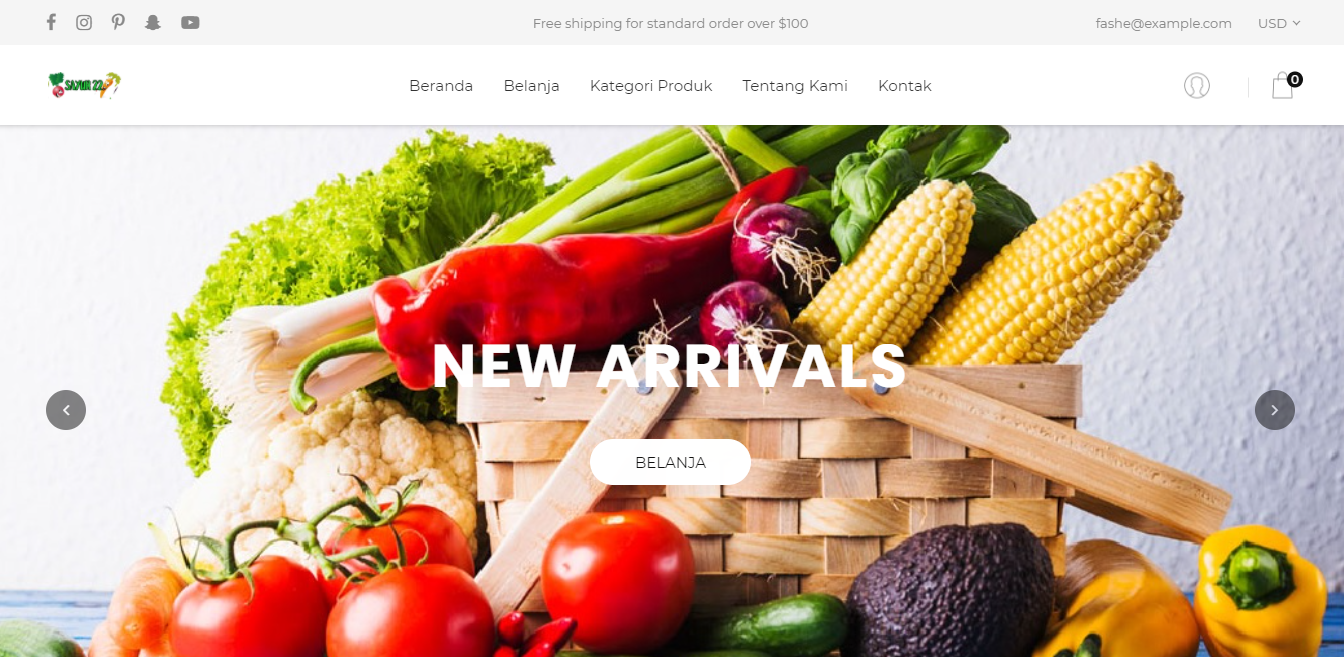 Free shipping for standard order over $100
fashe@example.com
USD
SAYUR 22
Beranda
Belanja
Kategori Produk
Tentang Kami
Kontak
0
NEW ARRIVALS
BELANJA